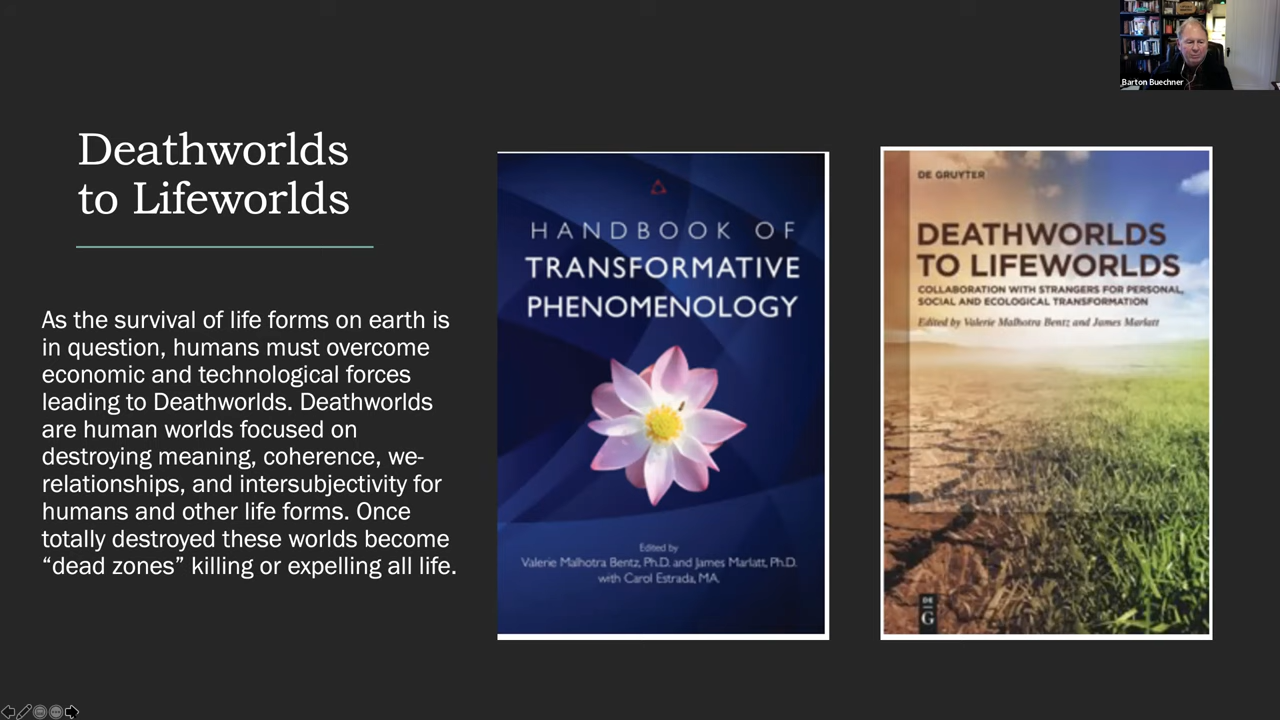 Barton Buechner
Deathworlds
to Lifeworlds
As the survival of life forms on earth is
in question, humans must overcome
economic and technological forces
leading to Deathworlds. Deathworlds
are human worlds focused on
destroying meaning, coherence, we-
relationships, and intersubjectivity for
humans and other life forms. Once
totally destroyed these worlds become
“dead zones” killing or expelling all life.
HANDBOOK OF
TRANSFORMATIVE
PHENOMENOLOGY
Edited by
Valerie Malhotra Bentz, Ph.D. and James Marlatt, Ph.D.
with Carol Estrada, MA.
DE GRUYTER
DEATHWORLDS
TO LIFEWORLDS
COLLABORATION WITH STRANGERS FOR PERSONAL,
SOCIAL AND ECOLOGICAL TRANSFORMATION
Edited by Valerie Malhotra Bentz and James Marlatt
DE
G